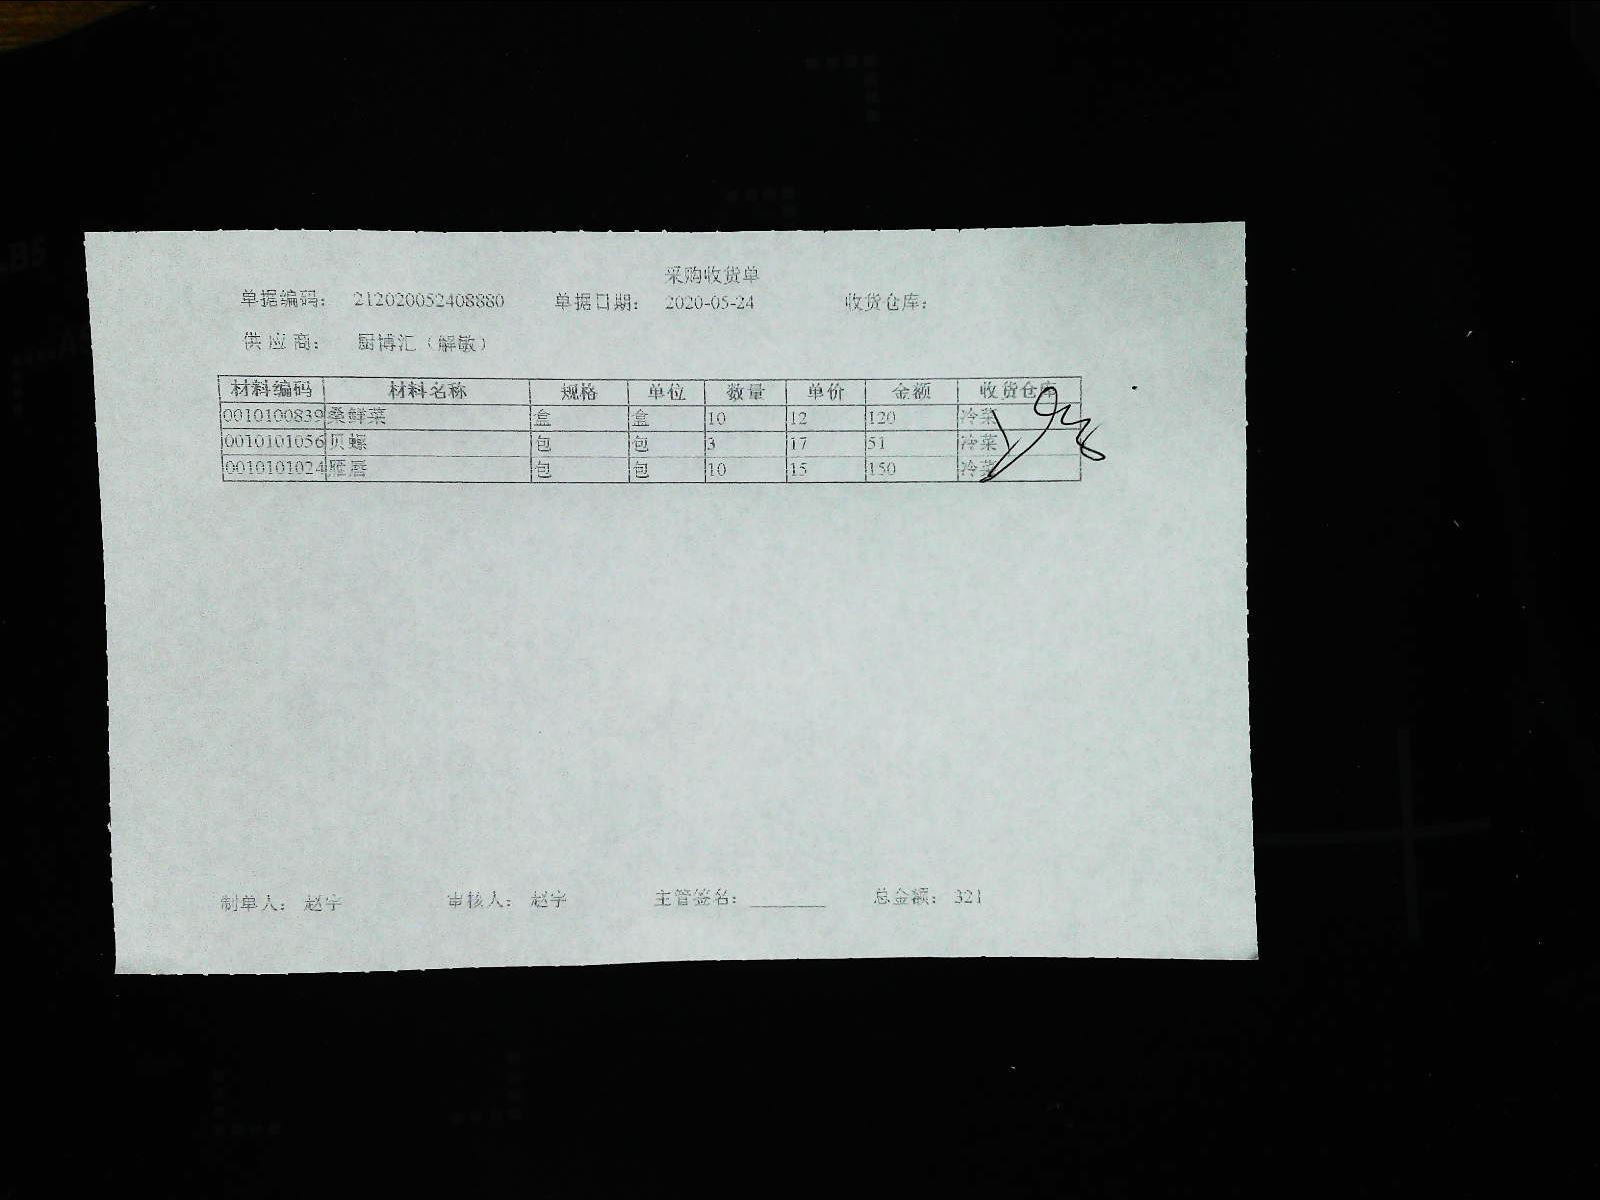 采购收货单
单据编码： 212020052408880 单据日期： 2020-05-24 收货仓库：
供应商： 厨博汇（解敏）
材料编码 材料名称 规格 单位 数量 单价 金额 收货仓库
0010100839 桑鲜菜 盒 盒 10 12 120 冷菜
0010101056 贝螺 包 包 3 17 51 冷菜
0010101024 雁唇 包 包 10 15 150 冷菜
制单人： 赵宇 审核人： 赵宇 主管签名： 总金额： 321